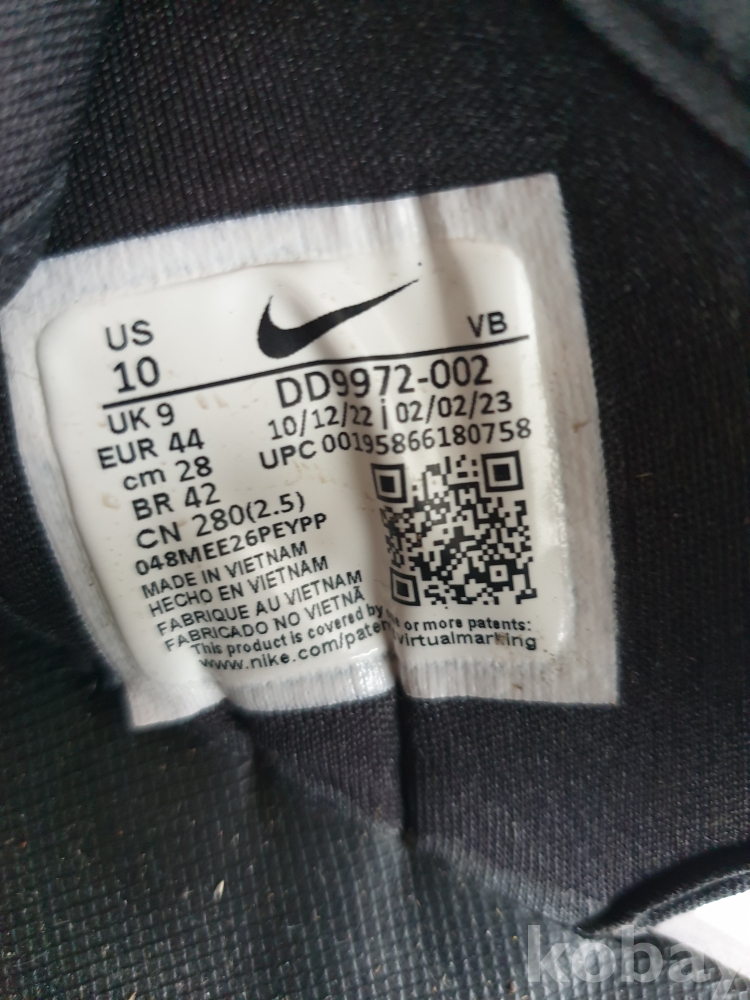 US
10
VB
UK 9
EUR 44
cm 28
BR 42
CN 280(2.5)
DD9972-002
10/12/22 | 02/02/23
UPC 00195866180758
048MEE26PEYPP
MADE IN VIETNAM
HECHO EN VIETNAM
FABRIQUE AU VIETNAM
FABRICADO NO VIETNÃ
This product is covered by or more patents:
www.nike.com/paten virtualmarking
kobay